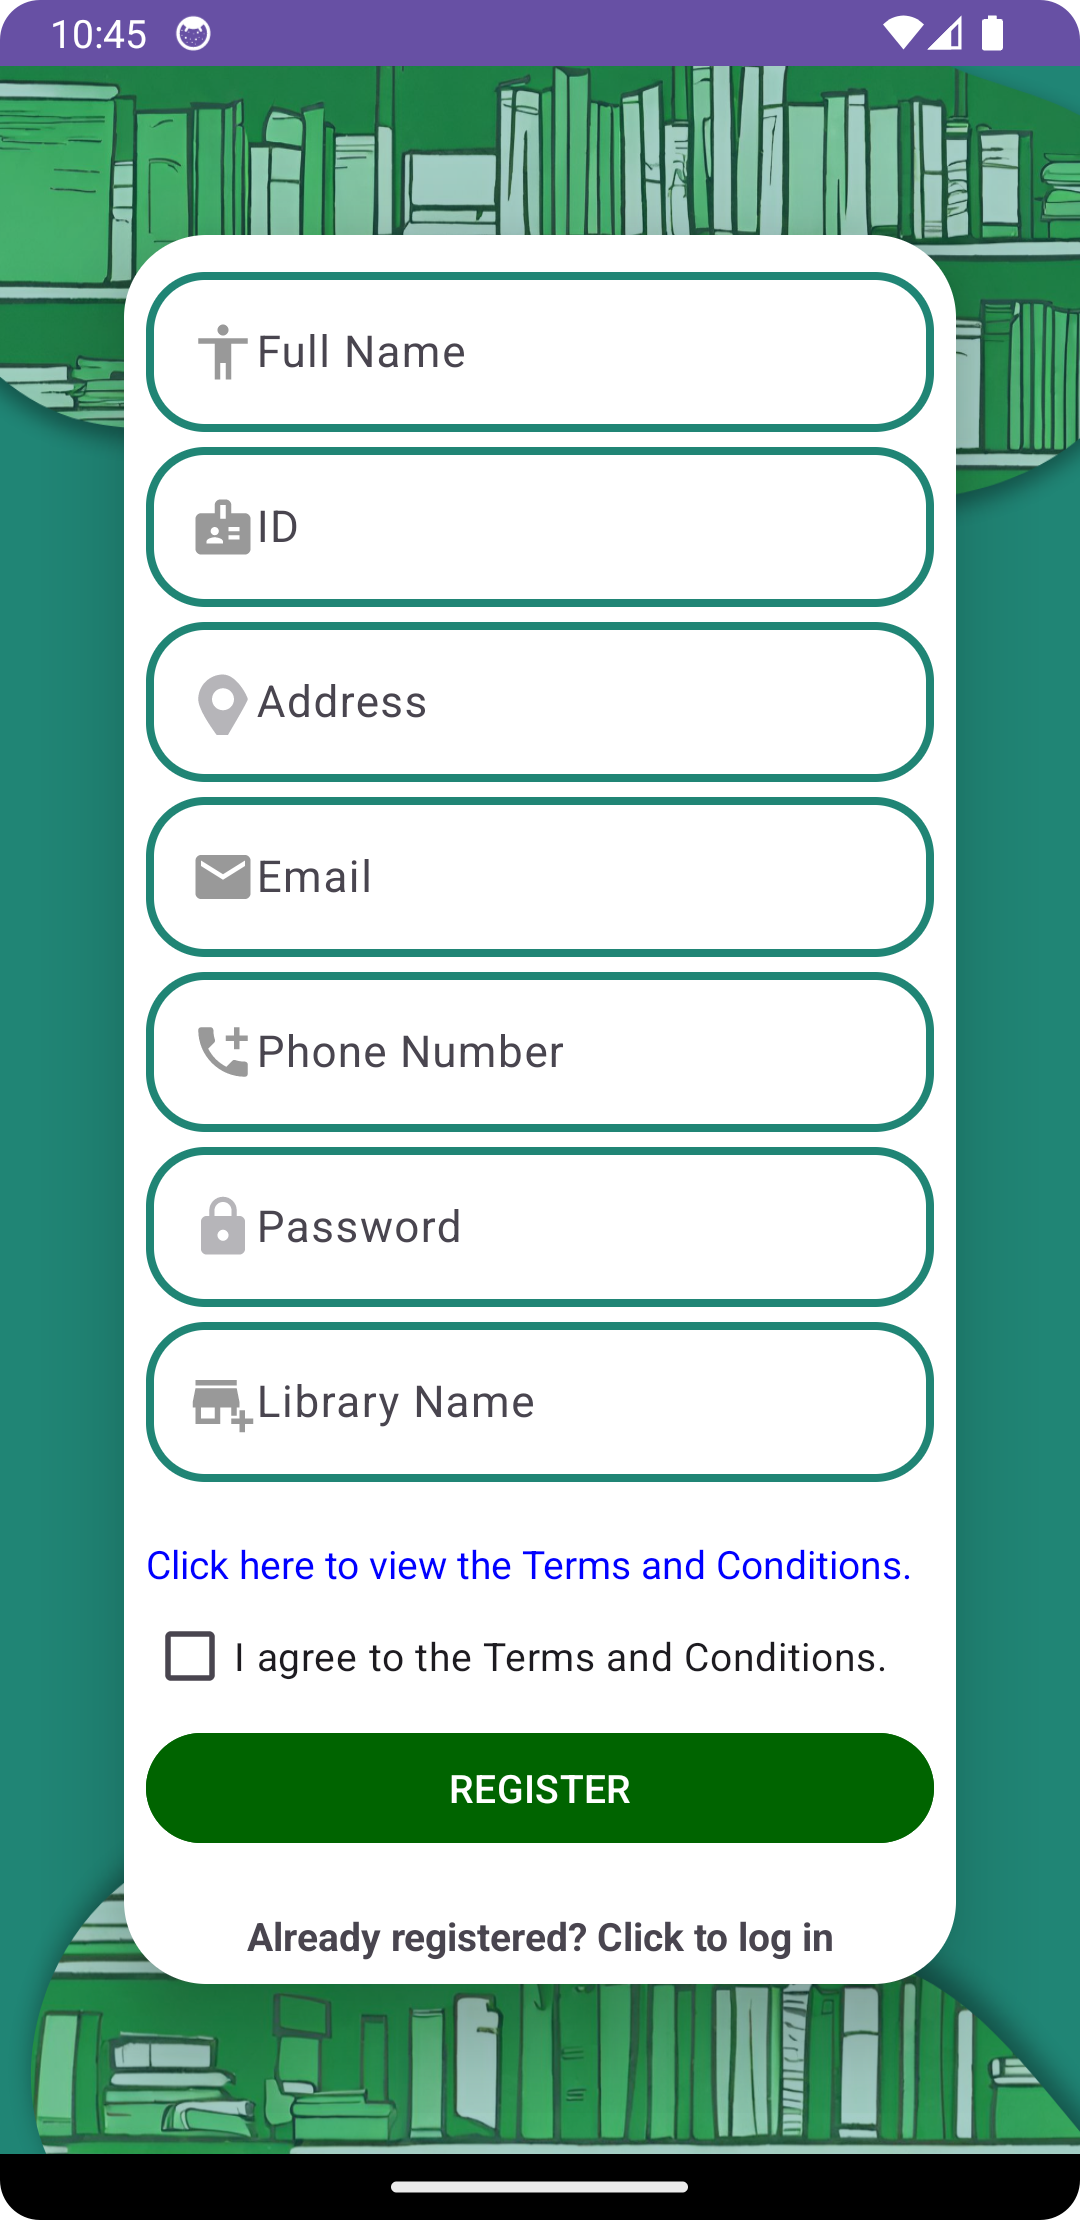 10:45
Full Name
ID
Address
Email
Phone Number
Password
Library Name
Click here to view the Terms and Conditions.
I agree to the Terms and Conditions.
REGISTER
Already registered? Click to log in